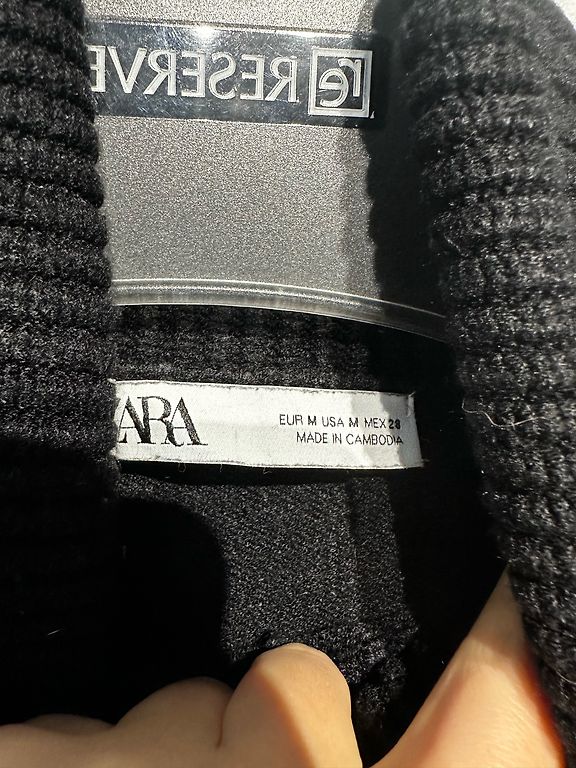 re RESERVE
ZARA
EUR M USA M MEX 28
MADE IN CAMBODIA